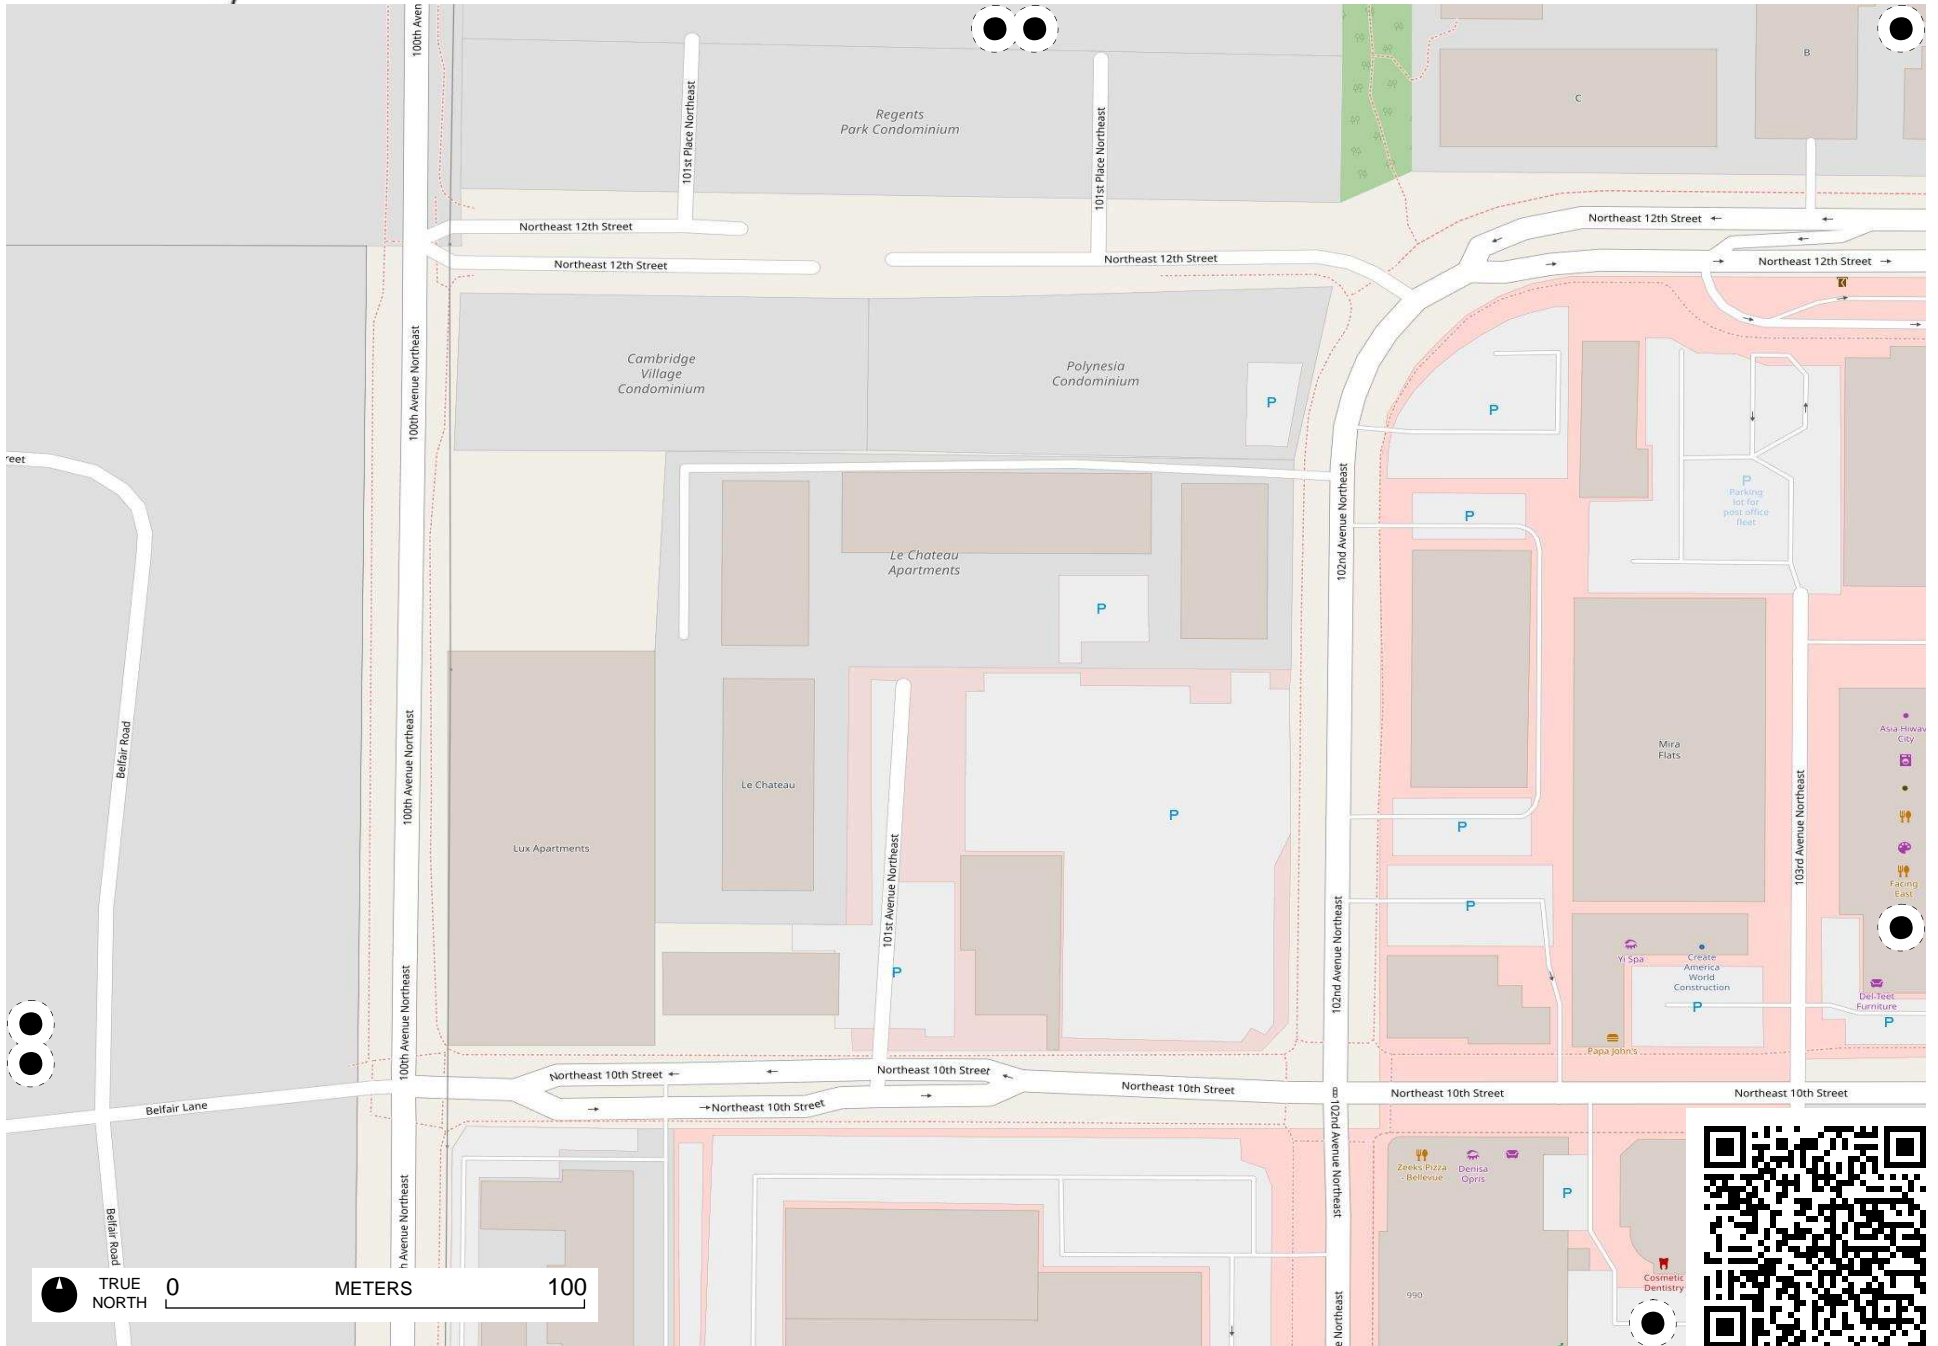 100th Aven
101st Place Northeast
Regents
Park Condominium
101st Place Northeast
C
B
Northeast 12th Street
Northeast 12th Street
Northeast 12th Street
Northeast 12th Street
Northeast 12th Street
100th Avenue Northeast
Cambridge
Village
Condominium
Polynesia
Condominium
P
P
reet
102nd Avenue Northeast
P
P
Parking
lot for
post office
fleet
Le Chateau
Apartments
P
Belfair Road
100th Avenue Northeast
Le Chateau
Lux Apartments
P
101st Avenue Northeast
P
Mira
Flats
103rd Avenue Northeast
Asia Hiway
City
Facing
East
P
P
102nd Avenue Northeast
Yi Spa
Create
America
World
Construction
P
Del-Teet
Furniture
P
Papa John's
100th Avenue Northeast
Northeast 10th Street
Northeast 10th Street
Northeast 10th Street
Northeast 10th Street
Northeast 10th Street
Northeast 10th Street
Belfair Lane
102nd Avenue Northeast
Zeeks Pizza
- Bellevue
Denisa
Opris
P
Belfair Road
h Avenue Northeast
990
Cosmetic
Dentistry
e Northeast
TRUE
NORTH
0 METERS 100